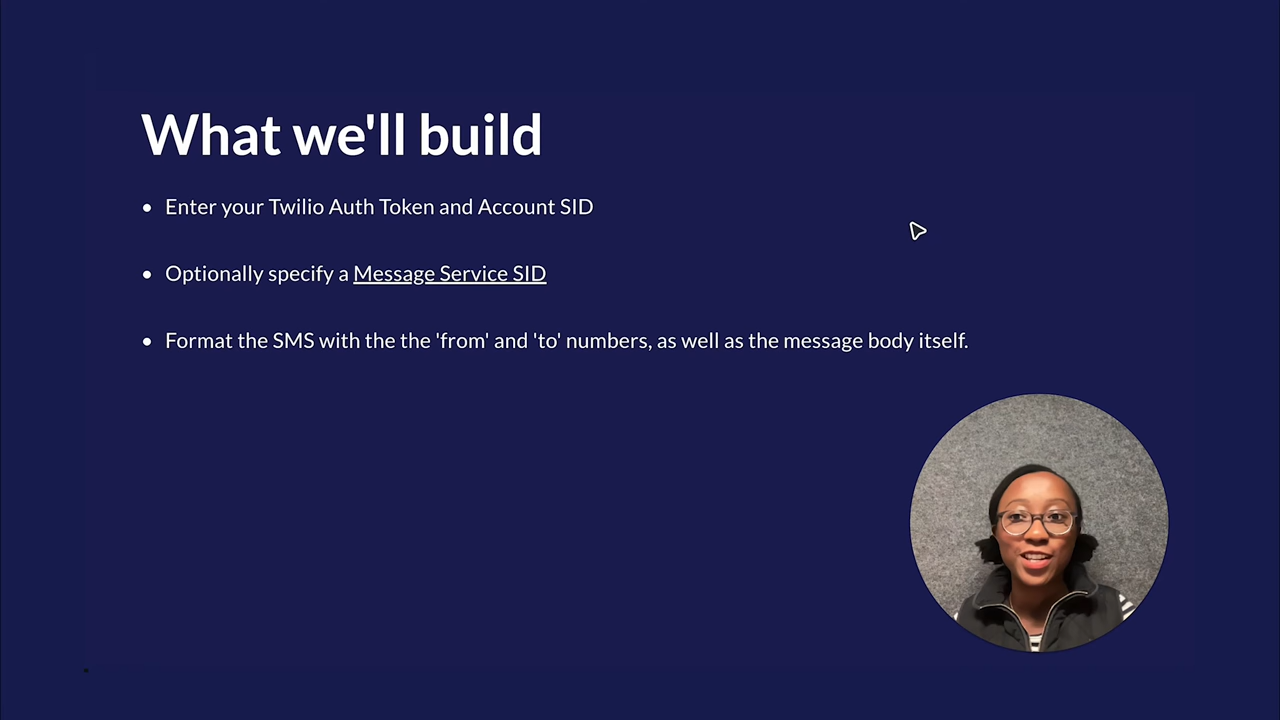 What we'll build
• Enter your Twilio Auth Token and Account SID
• Optionally specify a Message Service SID
• Format the SMS with the the 'from' and 'to' numbers, as well as the message body itself.